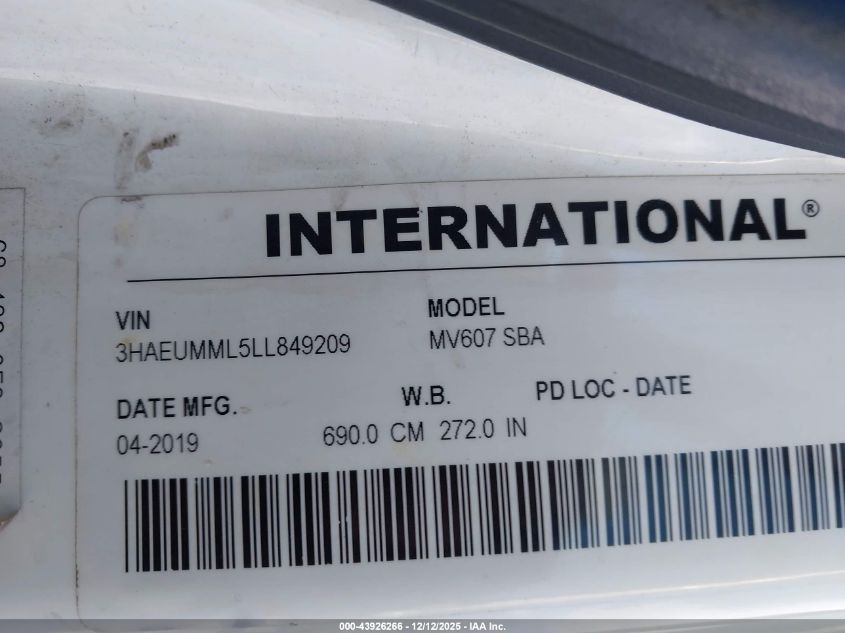 INTERNATIONAL®
VIN
3HAEUMML5LL849209
MODEL
MV607 SBA
DATE MFG.
04-2019
W.B.
690.0 CM 272.0 IN
PD LOC - DATE
000-43926266 - 12/12/2025 - IAA Inc.